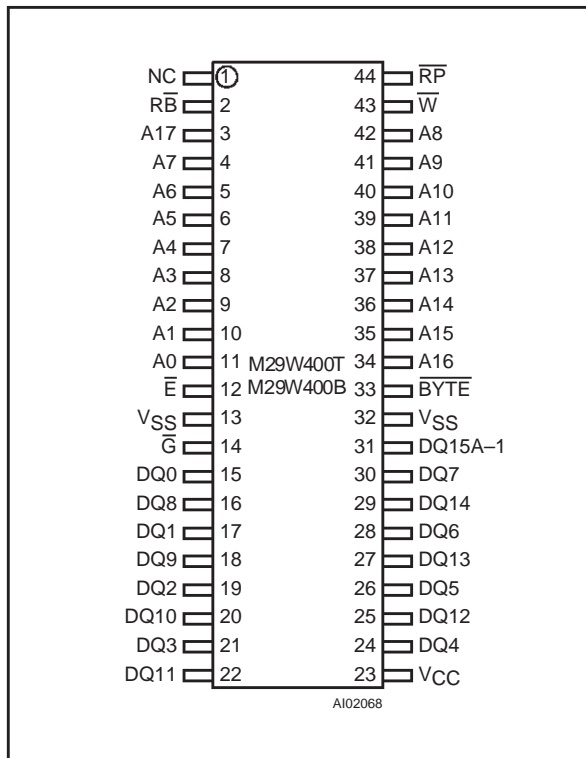 NC 1 44 R̅P̅
RB̅ 2 43 W̅
A17 3 42 A8
A7 4 41 A9
A6 5 40 A10
A5 6 39 A11
A4 7 38 A12
A3 8 37 A13
A2 9 36 A14
A1 10 35 A15
A0 11 M29W400T 34 A16
E̅ 12 M29W400B 33 B̅Y̅T̅E̅
VSS 13 32 VSS
G̅ 14 31 DQ15A–1
DQ0 15 30 DQ7
DQ8 16 29 DQ14
DQ1 17 28 DQ6
DQ9 18 27 DQ13
DQ2 19 26 DQ5
DQ10 20 25 DQ12
DQ3 21 24 DQ4
DQ11 22 23 VCC
AI02068